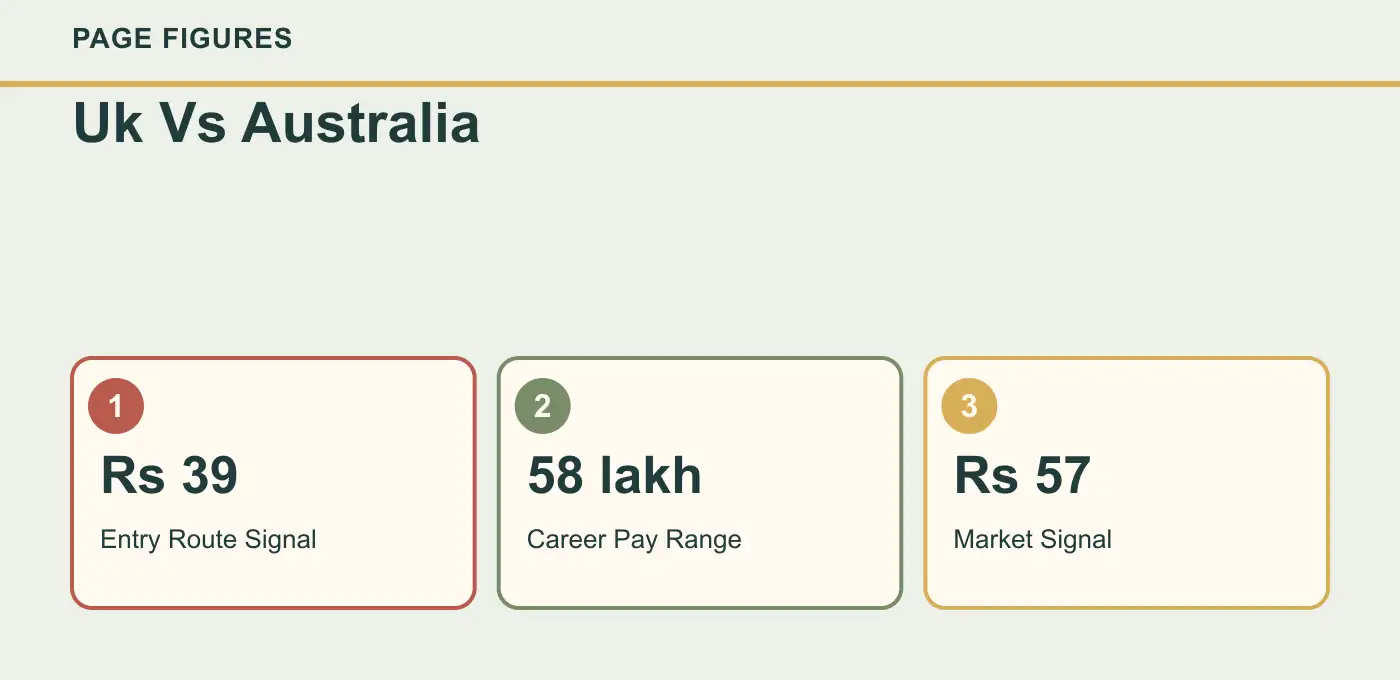 PAGE FIGURES
Uk Vs Australia
1
Rs 39
Entry Route Signal
2
58 lakh
Career Pay Range
3
Rs 57
Market Signal